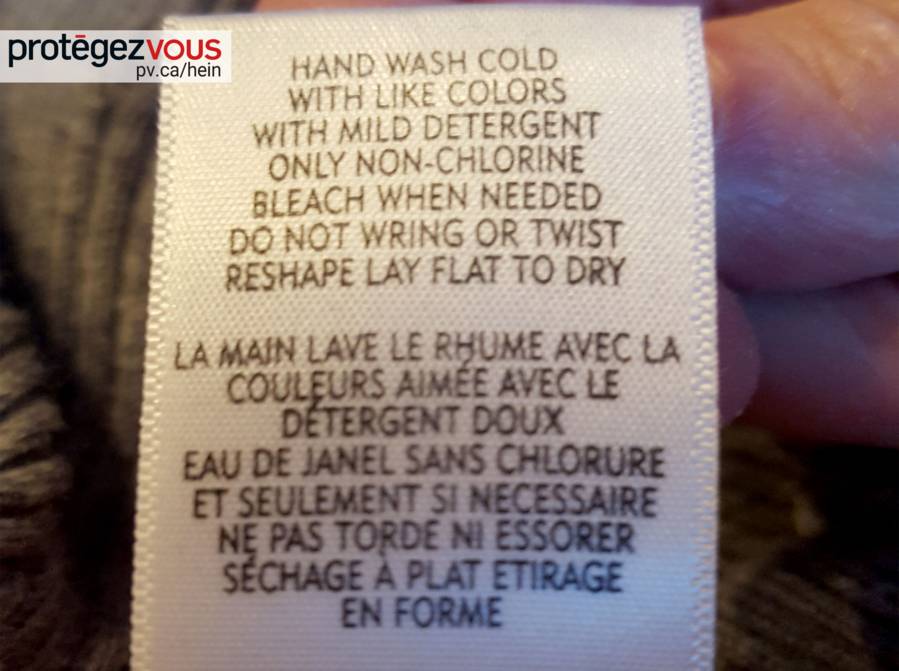 protégezvous
pv.ca/hein
HAND WASH COLD
WITH LIKE COLORS
WITH MILD DETERGENT
ONLY NON-CHLORINE
BLEACH WHEN NEEDED
DO NOT WRING OR TWIST
RESHAPE LAY FLAT TO DRY
LA MAIN LAVE LE RHUME AVEC LA
COULEURS AIMÉE AVEC LE
DÉTERGENT DOUX
EAU DE JANEL SANS CHLORURE
ET SEULEMENT SI NECESSAIRE
NE PAS TORDE NI ESSORER
SÉCHAGE À PLAT ETIRAGE
EN FORME